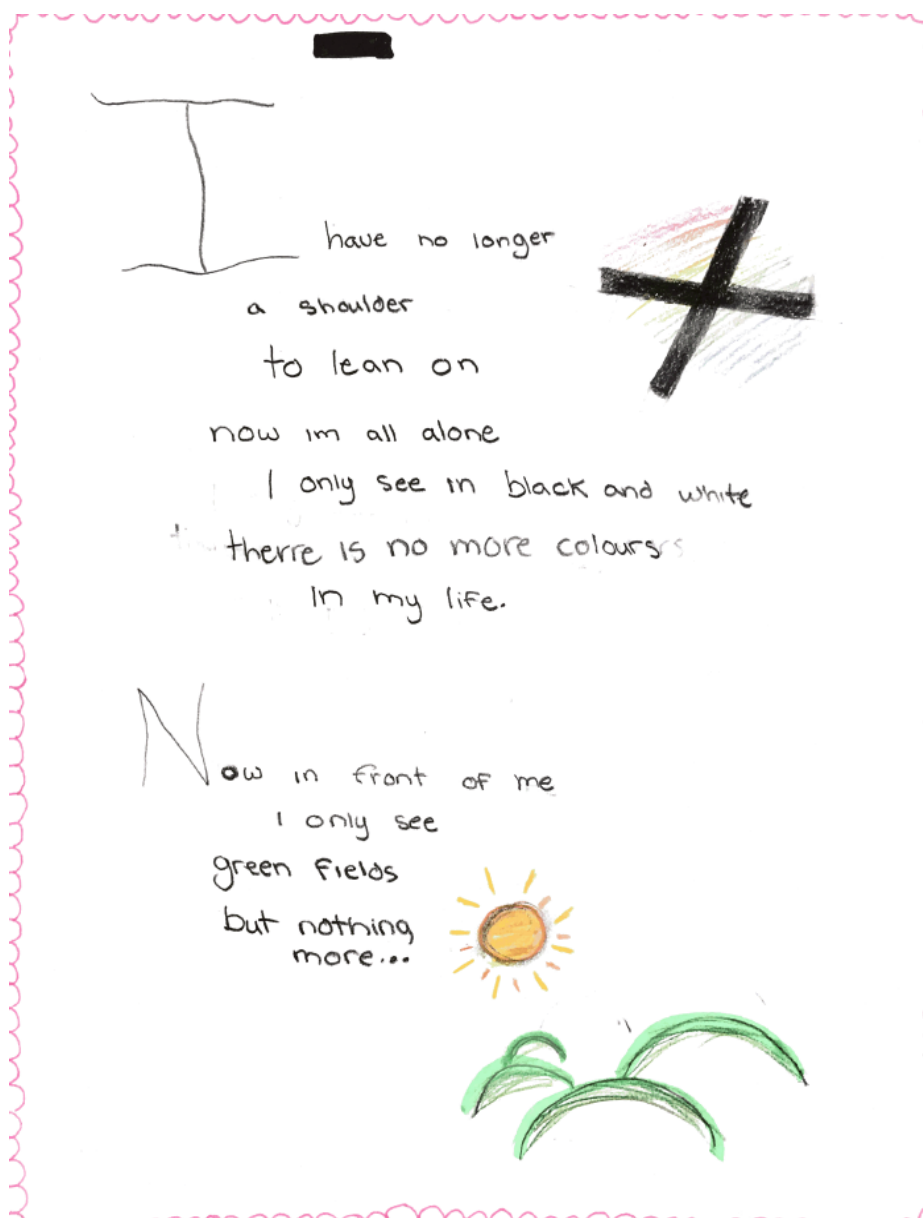 I have no longer
a shoulder
to lean on
now im all alone
I only see in black and white
therre is no more colours
in my life.
Now in front of me
I only see
green fields
but nothing
more...